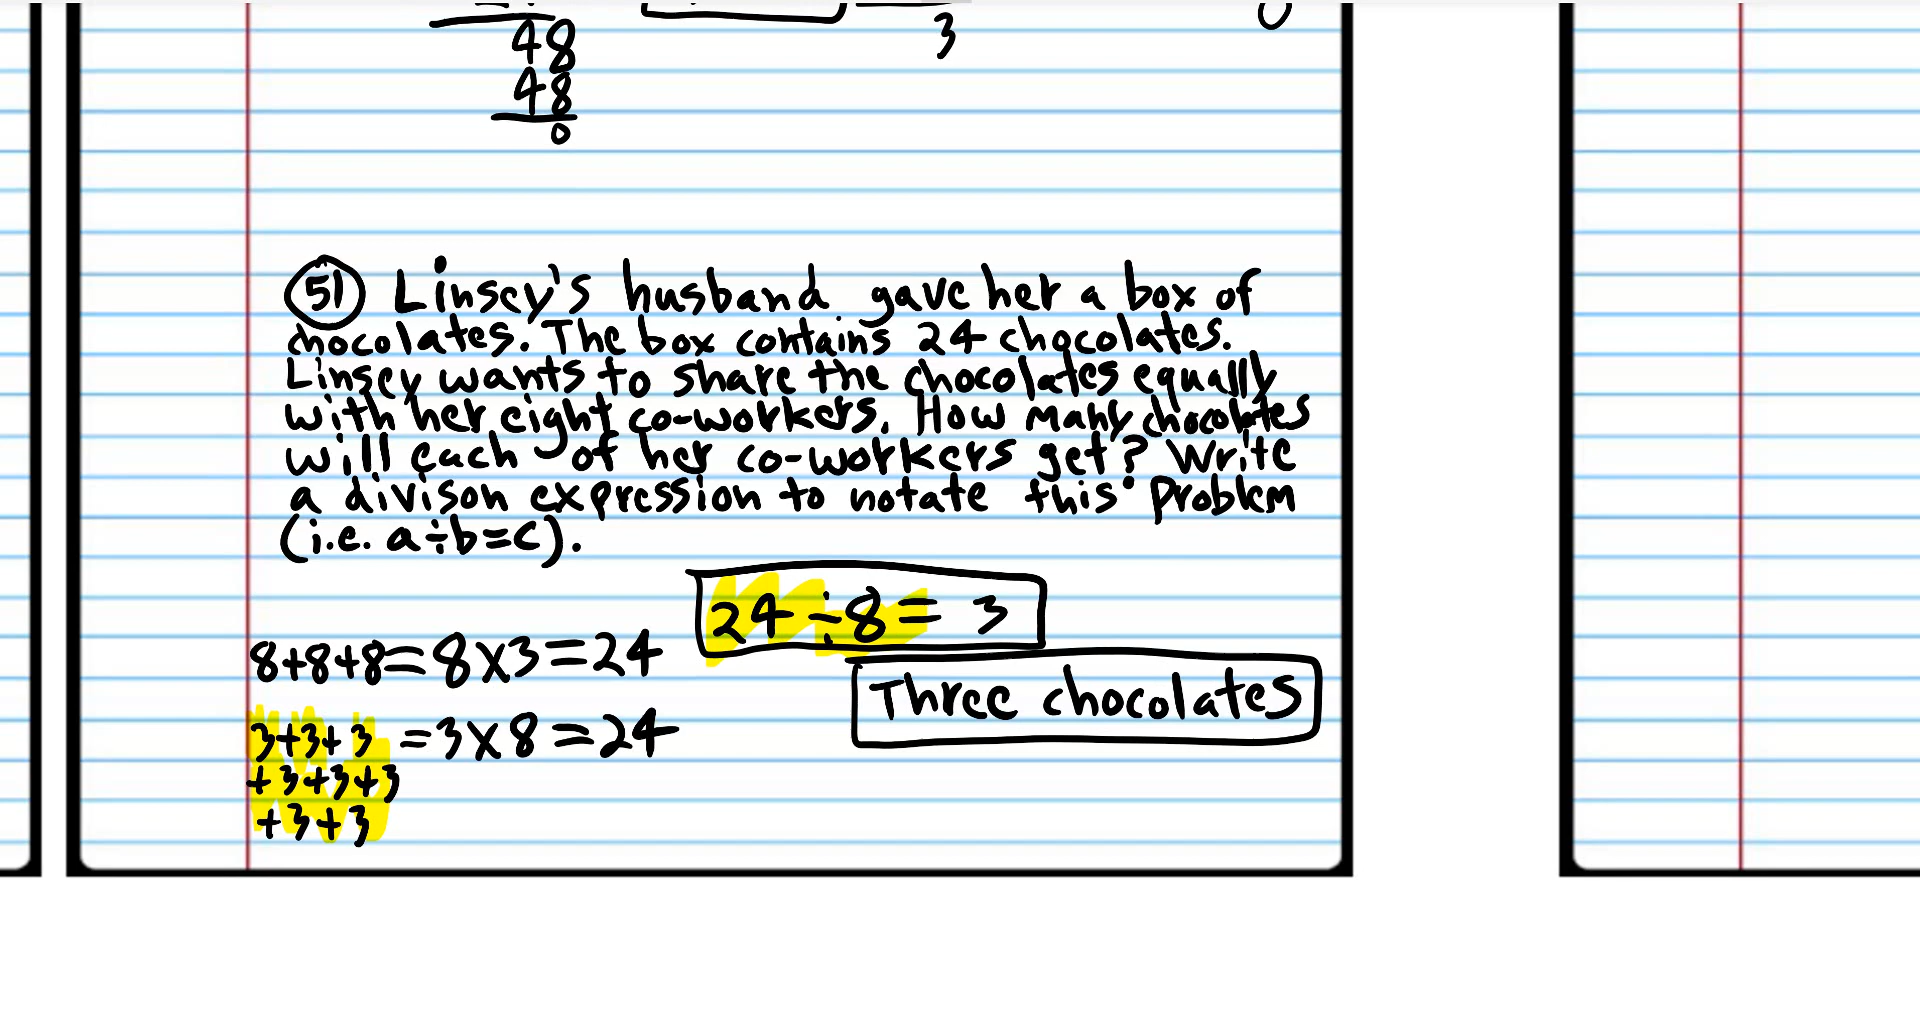 48
3
48
0
51 Linsey's husband gave her a box of
chocolates. The box contains 24 chocolates.
Linsey wants to share the chocolates equally
with her eight co-workers. How many chocolates
will each of her co-workers get? Write
a divison expression to notate this problem
(i.e. a÷b=c).
24÷8= 3
8+8+8=8x3=24
Three chocolates
3+3+3 =3x8=24
+3+3+3
+3+3